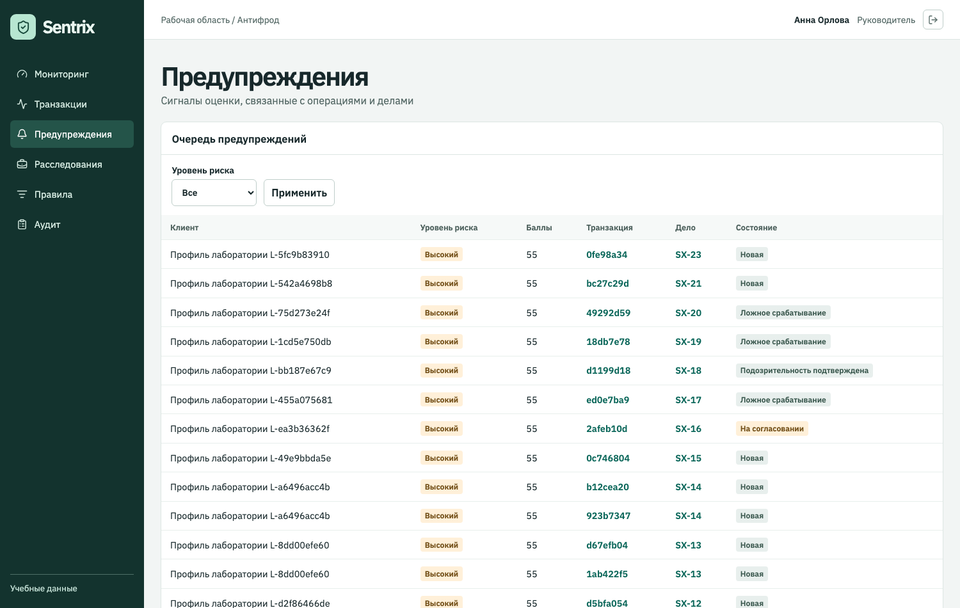 Sentrix
Рабочая область / Антифрод
Анна Орлова Руководитель
Мониторинг
Транзакции
Предупреждения
Расследования
Правила
Аудит
Учебные данные
Предупреждения
Сигналы оценки, связанные с операциями и делами
Очередь предупреждений
Уровень риска
Все Применить
Клиент Уровень риска Баллы Транзакция Дело Состояние
Профиль лаборатории L-5fc9b83910 Высокий 55 0fe98a34 SX-23 Новая
Профиль лаборатории L-542a4698b8 Высокий 55 bc27c29d SX-21 Новая
Профиль лаборатории L-75d273e24f Высокий 55 49292d59 SX-20 Ложное срабатывание
Профиль лаборатории L-1cd5e750db Высокий 55 18db7e78 SX-19 Ложное срабатывание
Профиль лаборатории L-bb187e67c9 Высокий 55 d1199d18 SX-18 Подозрительность подтверждена
Профиль лаборатории L-455a075681 Высокий 55 ed0e7ba9 SX-17 Ложное срабатывание
Профиль лаборатории L-ea3b36362f Высокий 55 2afeb10d SX-16 На согласовании
Профиль лаборатории L-49e9bbda5e Высокий 55 0c746804 SX-15 Новая
Профиль лаборатории L-a6496acc4b Высокий 55 b12cea20 SX-14 Новая
Профиль лаборатории L-a6496acc4b Высокий 55 923b7347 SX-14 Новая
Профиль лаборатории L-8dd00efe60 Высокий 55 d67efb04 SX-13 Новая
Профиль лаборатории L-8dd00efe60 Высокий 55 1ab422f5 SX-13 Новая
Профиль лаборатории L-d2f86466de Высокий 55 d5bfa054 SX-12 Новая